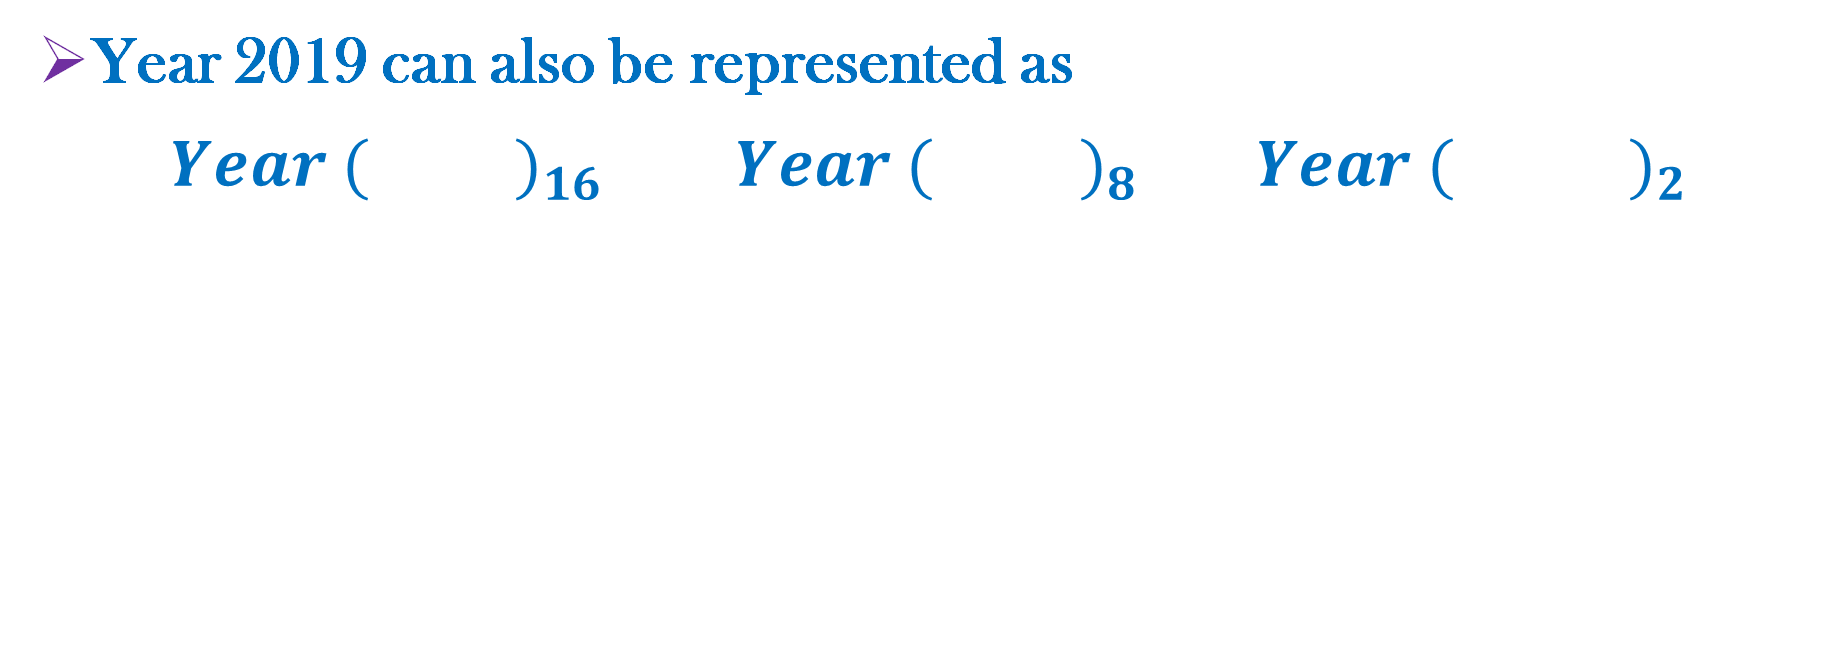 ➢Year 2019 can also be represented as
Year ( )₁₆ Year ( )₈ Year ( )₂